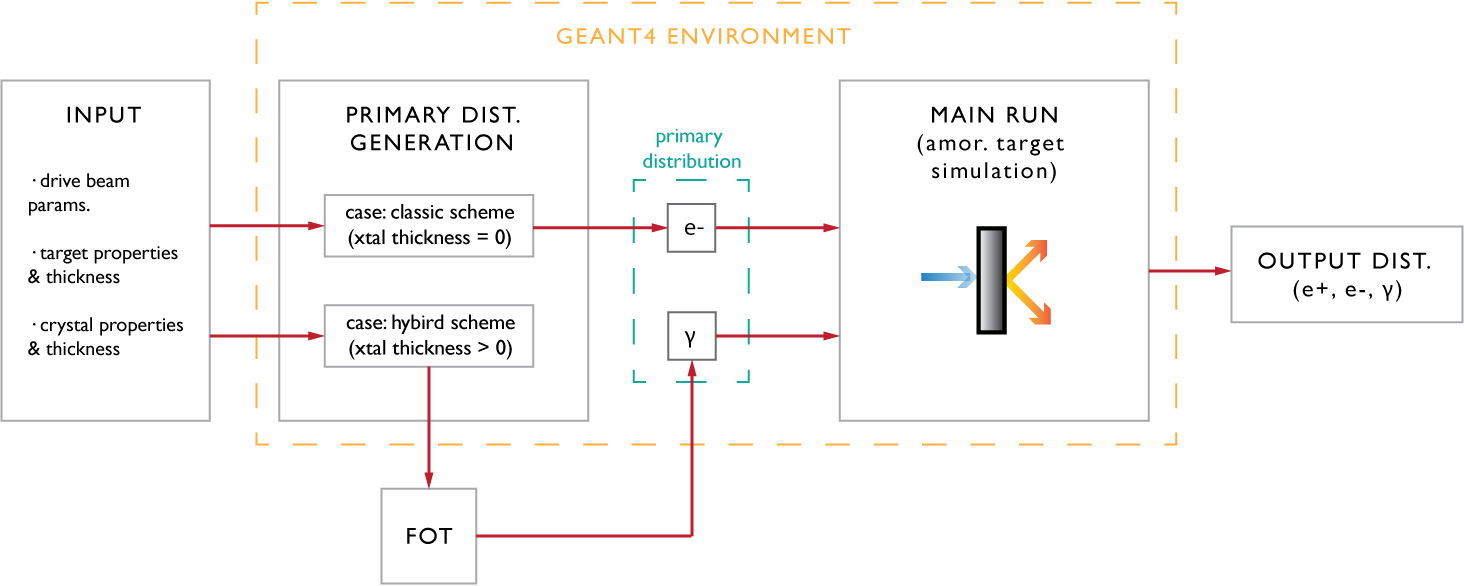 GEANT4 ENVIRONMENT
INPUT
·drive beam
params.
·target properties
& thickness
·crystal properties
& thickness
PRIMARY DIST.
GENERATION
case: classic scheme
(xtal thickness = 0)
case: hybird scheme
(xtal thickness > 0)
FOT
primary
distribution
e-
γ
MAIN RUN
(amor. target
simulation)
OUTPUT DIST.
(e+, e-, γ)